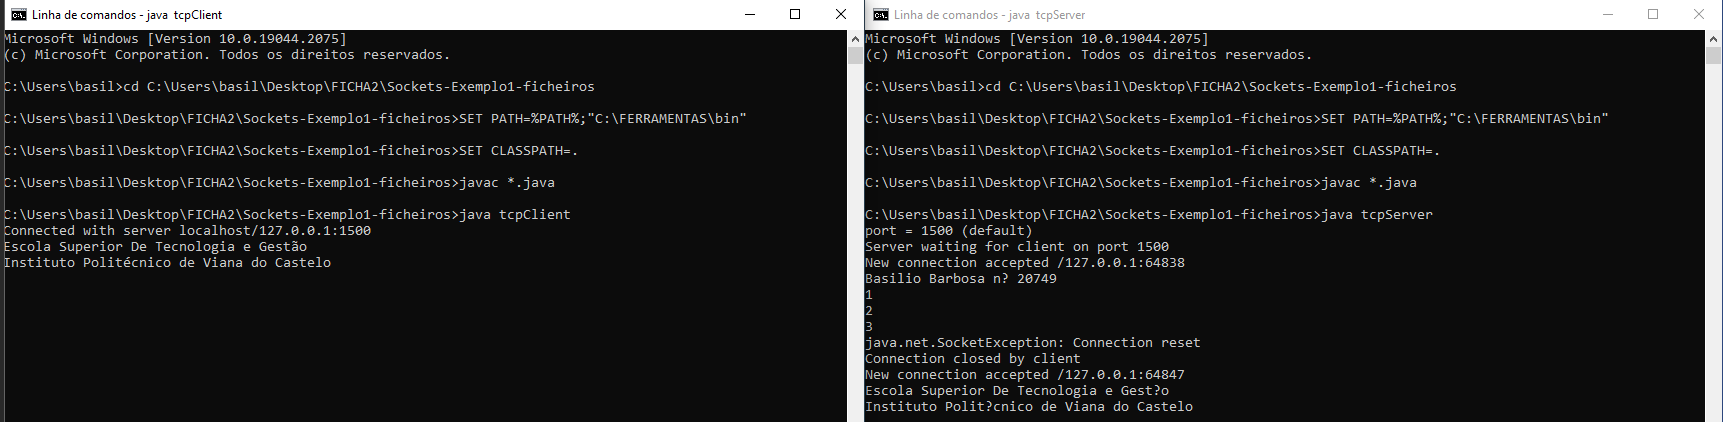 Linha de comandos - java  tcpClient
Microsoft Windows [Version 10.0.19044.2075]
(c) Microsoft Corporation. Todos os direitos reservados.
C:\Users\basil>cd C:\Users\basil\Desktop\FICHA2\Sockets-Exemplo1-ficheiros
C:\Users\basil\Desktop\FICHA2\Sockets-Exemplo1-ficheiros>SET PATH=%PATH%;"C:\FERRAMENTAS\bin"
C:\Users\basil\Desktop\FICHA2\Sockets-Exemplo1-ficheiros>SET CLASSPATH=.
C:\Users\basil\Desktop\FICHA2\Sockets-Exemplo1-ficheiros>javac *.java
C:\Users\basil\Desktop\FICHA2\Sockets-Exemplo1-ficheiros>java tcpClient
Connected with server localhost/127.0.0.1:1500
Escola Superior De Tecnologia e Gestão
Instituto Politécnico de Viana do Castelo
Linha de comandos - java  tcpServer
Microsoft Windows [Version 10.0.19044.2075]
(c) Microsoft Corporation. Todos os direitos reservados.
C:\Users\basil>cd C:\Users\basil\Desktop\FICHA2\Sockets-Exemplo1-ficheiros
C:\Users\basil\Desktop\FICHA2\Sockets-Exemplo1-ficheiros>SET PATH=%PATH%;"C:\FERRAMENTAS\bin"
C:\Users\basil\Desktop\FICHA2\Sockets-Exemplo1-ficheiros>SET CLASSPATH=.
C:\Users\basil\Desktop\FICHA2\Sockets-Exemplo1-ficheiros>javac *.java
C:\Users\basil\Desktop\FICHA2\Sockets-Exemplo1-ficheiros>java tcpServer
port = 1500 (default)
Server waiting for client on port 1500
New connection accepted /127.0.0.1:64838
Basilio Barbosa n? 20749
1
2
3
java.net.SocketException: Connection reset
Connection closed by client
New connection accepted /127.0.0.1:64847
Escola Superior De Tecnologia e Gest?o
Instituto Polit?cnico de Viana do Castelo